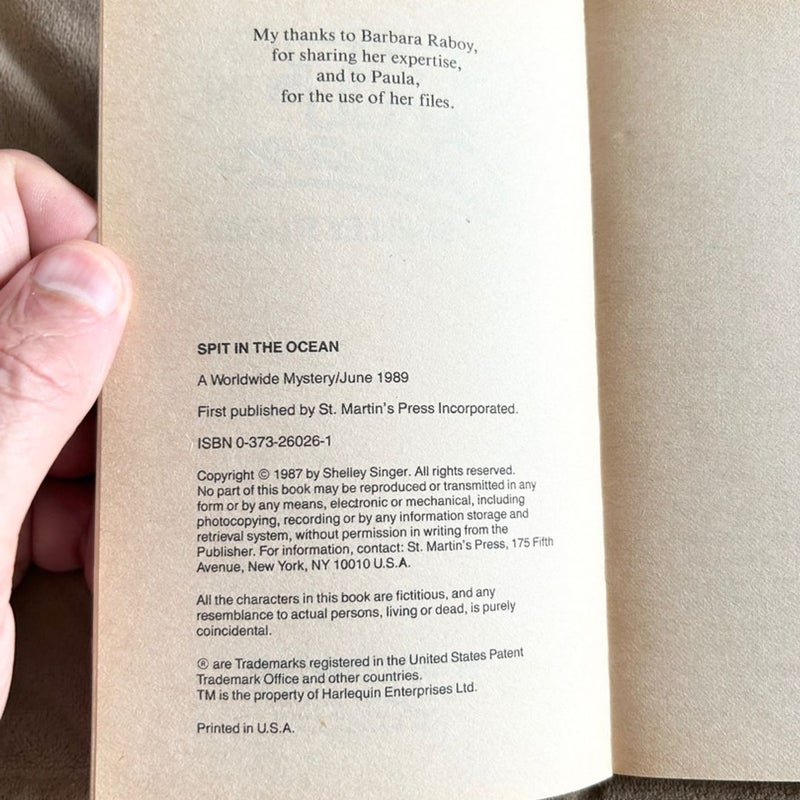 My thanks to Barbara Raboy,
for sharing her expertise,
and to Paula,
for the use of her files.
SPIT IN THE OCEAN
A Worldwide Mystery/June 1989
First published by St. Martin's Press Incorporated.
ISBN 0-373-26026-1
Copyright © 1987 by Shelley Singer. All rights reserved.
No part of this book may be reproduced or transmitted in any
form or by any means, electronic or mechanical, including
photocopying, recording or by any information storage and
retrieval system, without permission in writing from the
Publisher. For information, contact: St. Martin's Press, 175 Fifth
Avenue, New York, NY 10010 U.S.A.
All the characters in this book are fictitious, and any
resemblance to actual persons, living or dead, is purely
coincidental.
® are Trademarks registered in the United States Patent
Trademark Office and other countries.
TM is the property of Harlequin Enterprises Ltd.
Printed in U.S.A.